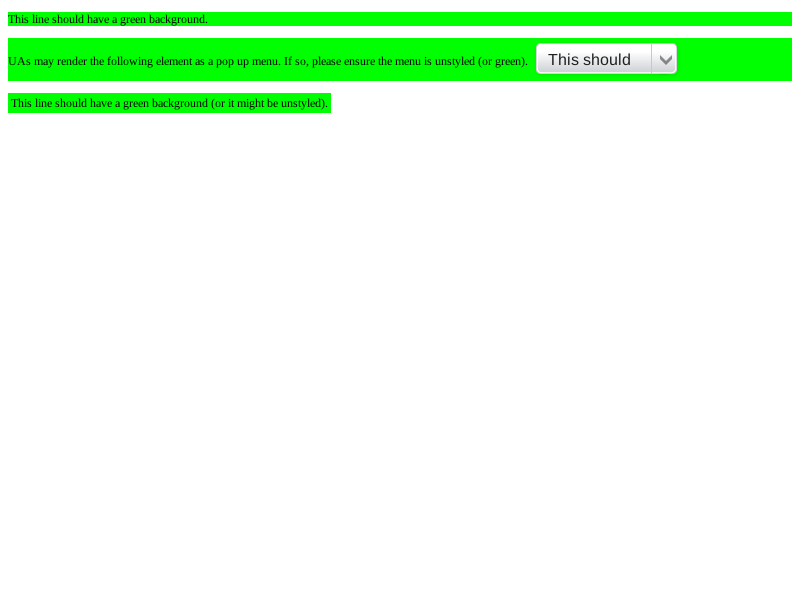 This line should have a green background.
UAs may render the following element as a pop up menu. If so, please ensure the menu is unstyled (or green). This should
This line should have a green background (or it might be unstyled).